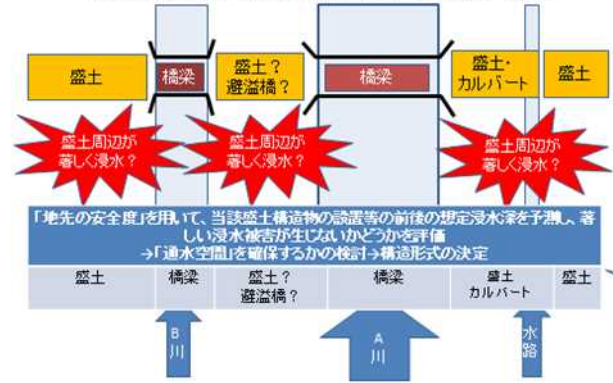 盛土
橋梁
盛土？
避溢橋？
橋梁
盛土・
カルバート
盛土
盛土周辺が
著しく浸水？
盛土周辺が
著しく浸水？
盛土周辺が
著しく浸水？
「地先の安全度」を用いて、当該盛土構造物の設置等の前後の想定浸水深を予測し、著
しい浸水被害が生じないかどうかを評価
→「通水空間」を確保するかの検討→構造形式の決定
盛土
橋梁
盛土？
避溢橋？
橋梁
盛土
カルバート
盛土
B
川
A
川
水
路